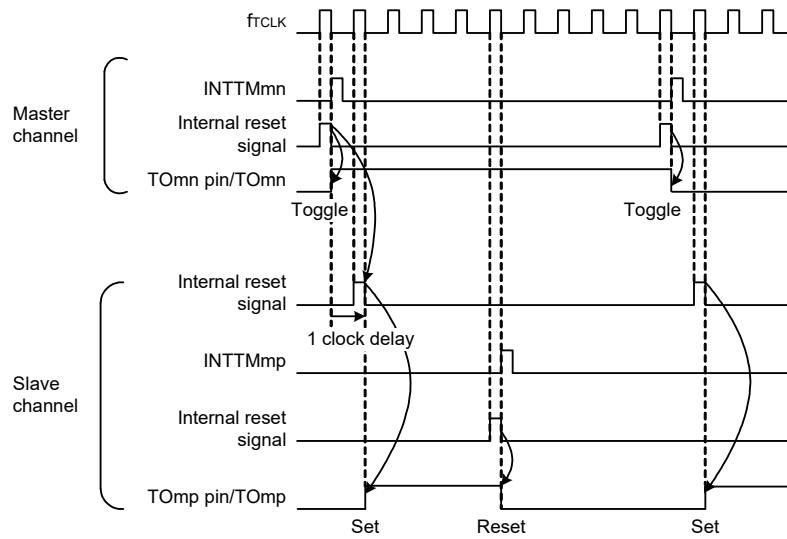 fTCLK
INTTMmn
Master
channel
Internal reset
signal
TOmn pin/TOmn
Toggle
Toggle
Internal reset
signal
1 clock delay
INTTMmp
Slave
channel
Internal reset
signal
TOmp pin/TOmp
Set
Reset
Set